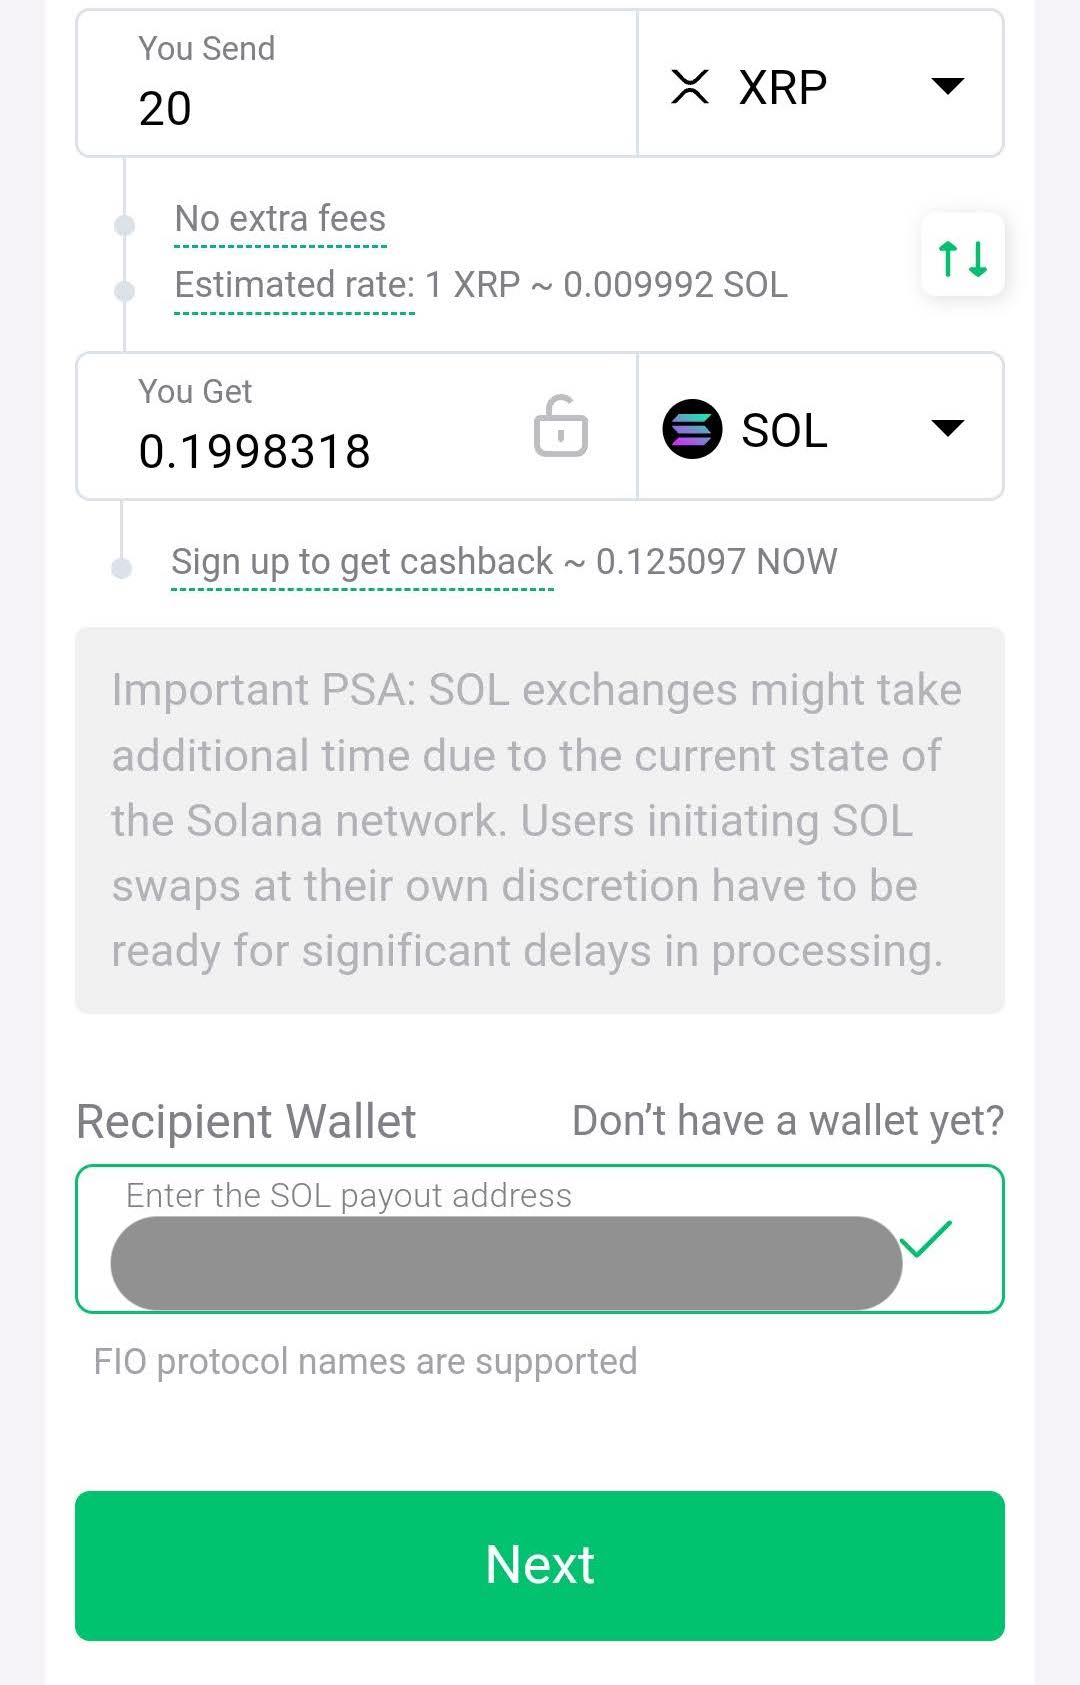 You Send
20
XRP
No extra fees
Estimated rate: 1 XRP ~ 0.009992 SOL
You Get
0.1998318
SOL
Sign up to get cashback ~ 0.125097 NOW
Important PSA: SOL exchanges might take
additional time due to the current state of
the Solana network. Users initiating SOL
swaps at their own discretion have to be
ready for significant delays in processing.
Recipient Wallet
Don't have a wallet yet?
Enter the SOL payout address
FIO protocol names are supported
Next